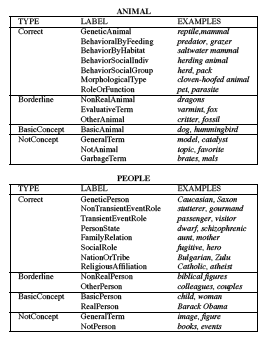 ANIMAL
TYPE LABEL EXAMPLES
Correct GeneticAnimal reptile,mammal
BehavioralByFeeding predator, grazer
BehaviorByHabitat saltwater mammal
BehaviorSocialIndiv herding animal
BehaviorSocialGroup herd, pack
MorphologicalType cloven-hoofed animal
RoleOrFunction pet, parasite
Borderline NonRealAnimal dragons
EvaluativeTerm varmint, fox
OtherAnimal critter, fossil
BasicConcept BasicAnimal dog, hummingbird
NotConcept GeneralTerm model, catalyst
NotAnimal topic, favorite
GarbageTerm brates, mals
PEOPLE
TYPE LABEL EXAMPLES
Correct GeneticPerson Caucasian, Saxon
NonTransientEventRole stutterer, gourmand
TransientEventRole passenger, visitor
PersonState dwarf, schizophrenic
FamilyRelation aunt, mother
SocialRole fugitive, hero
NationOrTribe Bulgarian, Zulu
ReligiousAffiliation Catholic, atheist
Borderline NonRealPerson biblical figures
OtherPerson colleagues, couples
BasicConcept BasicPerson child, woman
RealPerson Barack Obama
NotConcept GeneralTerm image, figure
NotPerson books, events